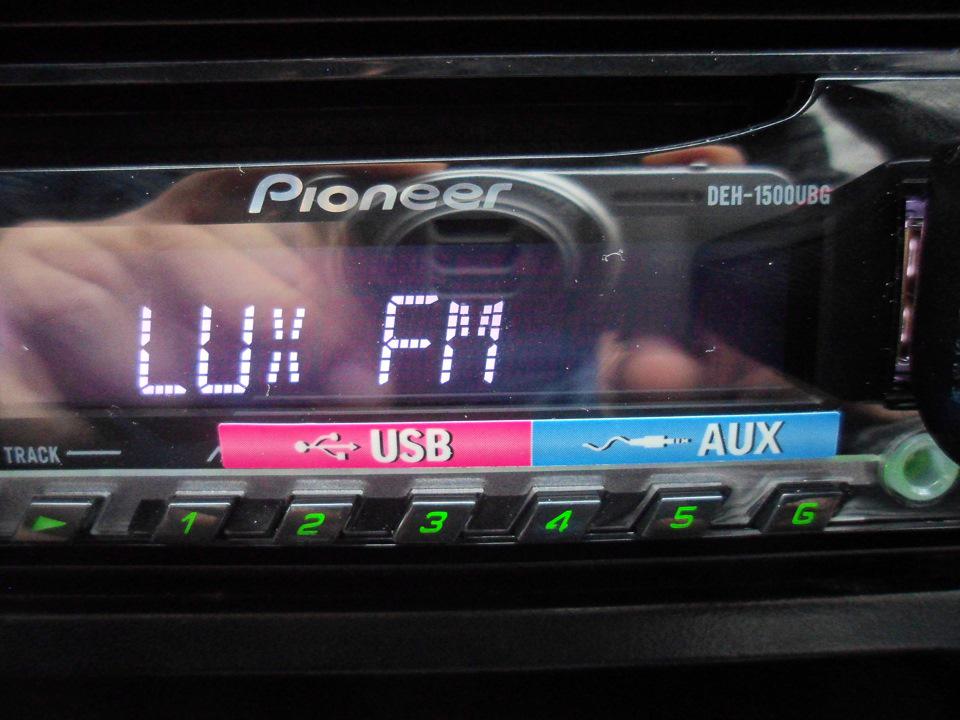 Pioneer
DEH-1500UBG
LUX FM
TRACK
USB AUX
1 2 3 4 5 6